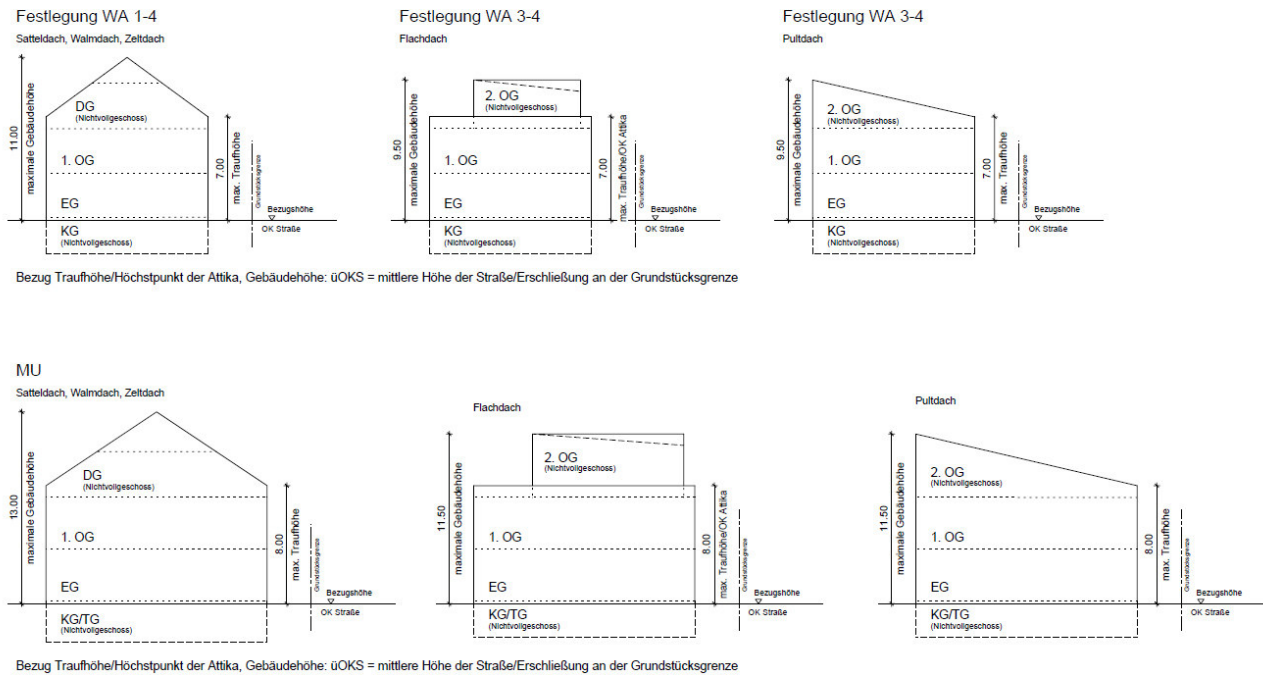 Festlegung WA 1-4
Satteldach, Walmdach, Zeltdach
11.00
maximale Gebäudehöhe
DG
(Nichtvollgeschoss)
1. OG
EG
KG
(Nichtvollgeschoss)
7.00
max. Traufhöhe
Grundstücksgrenze
Bezugshöhe
OK Straße
Festlegung WA 3-4
Flachdach
9.50
maximale Gebäudehöhe
2. OG
(Nichtvollgeschoss)
1. OG
EG
KG
(Nichtvollgeschoss)
7.00
max. Traufhöhe/OK Attika
Grundstücksgrenze
Bezugshöhe
OK Straße
Festlegung WA 3-4
Pultdach
9.50
maximale Gebäudehöhe
2. OG
(Nichtvollgeschoss)
1. OG
EG
KG
(Nichtvollgeschoss)
7.00
max. Traufhöhe
Grundstücksgrenze
Bezugshöhe
OK Straße
Bezug Traufhöhe/Höchstpunkt der Attika, Gebäudehöhe: üOKS = mittlere Höhe der Straße/Erschließung an der Grundstücksgrenze
MU
Satteldach, Walmdach, Zeltdach
13.00
maximale Gebäudehöhe
DG
(Nichtvollgeschoss)
1. OG
EG
KG/TG
(Nichtvollgeschoss)
8.00
max. Traufhöhe
Grundstücksgrenze
Bezugshöhe
OK Straße
Flachdach
11.50
maximale Gebäudehöhe
2. OG
(Nichtvollgeschoss)
1. OG
EG
KG/TG
(Nichtvollgeschoss)
8.00
max. Traufhöhe/OK Attika
Grundstücksgrenze
Bezugshöhe
OK Straße
Pultdach
11.50
maximale Gebäudehöhe
2. OG
(Nichtvollgeschoss)
1. OG
EG
KG/TG
(Nichtvollgeschoss)
8.00
max. Traufhöhe
Grundstücksgrenze
Bezugshöhe
OK Straße
Bezug Traufhöhe/Höchstpunkt der Attika, Gebäudehöhe: üOKS = mittlere Höhe der Straße/Erschließung an der Grundstücksgrenze